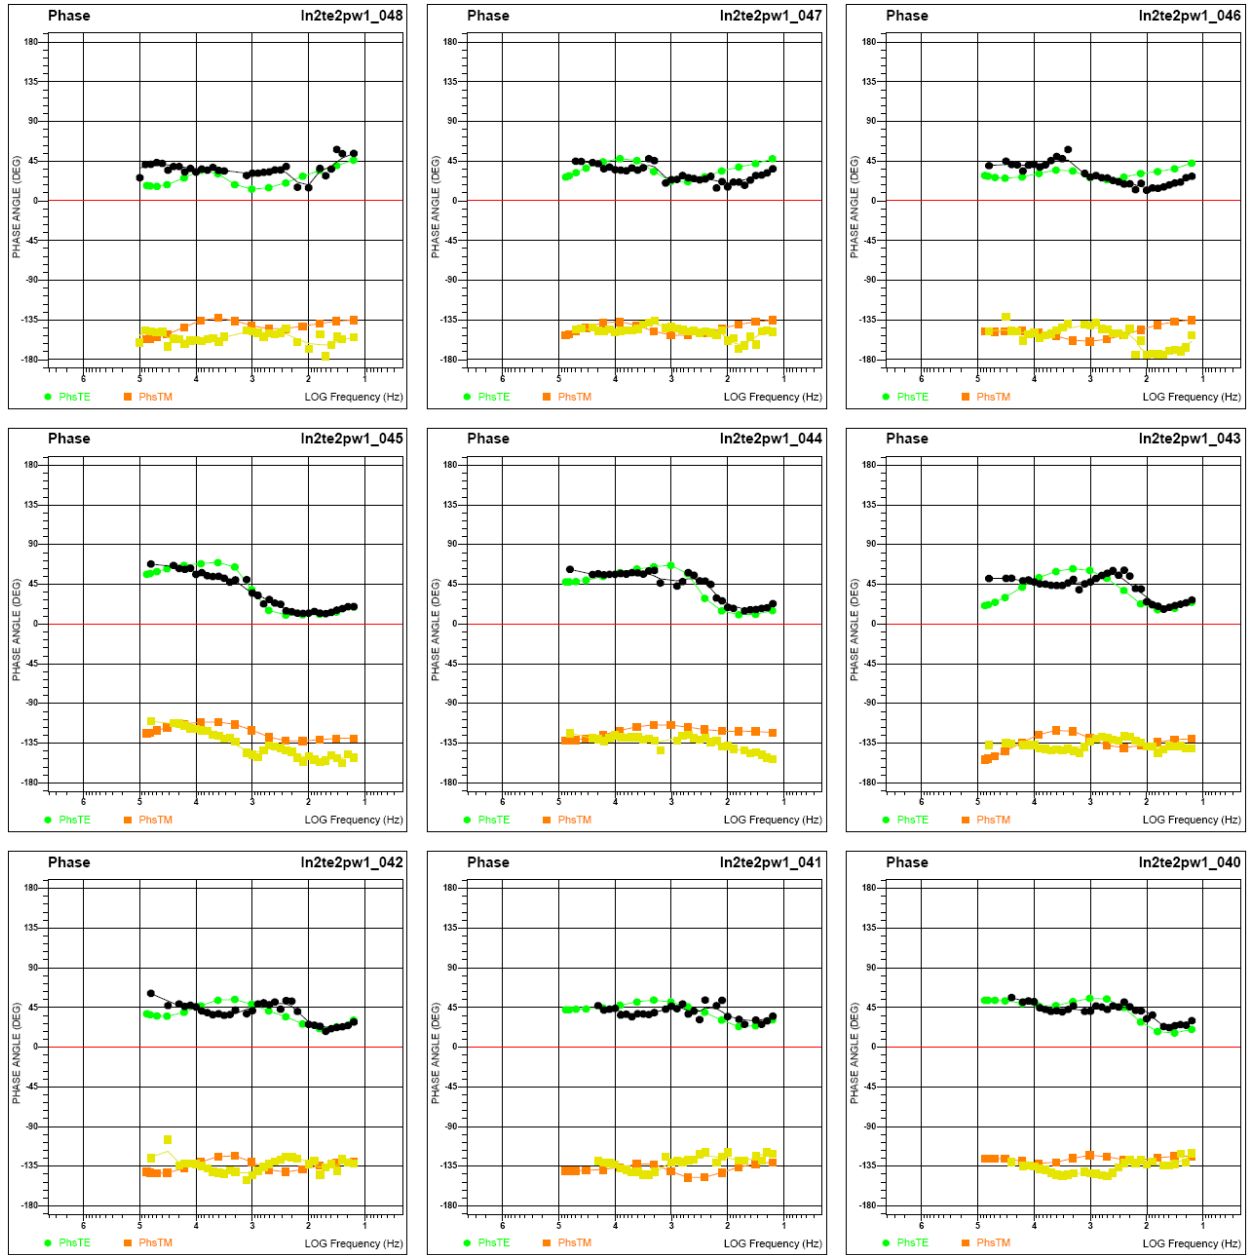 Phase ln2te2pw1_048
180
135
90
45
0
-45
-90
-135
-180
PHASE ANGLE (DEG)
6 5 4 3 2 1
PhsTE PhsTM LOG Frequency (Hz)
Phase ln2te2pw1_047
180
135
90
45
0
-45
-90
-135
-180
PHASE ANGLE (DEG)
6 5 4 3 2 1
PhsTE PhsTM LOG Frequency (Hz)
Phase ln2te2pw1_046
180
135
90
45
0
-45
-90
-135
-180
PHASE ANGLE (DEG)
6 5 4 3 2 1
PhsTE PhsTM LOG Frequency (Hz)
Phase ln2te2pw1_045
180
135
90
45
0
-45
-90
-135
-180
PHASE ANGLE (DEG)
6 5 4 3 2 1
PhsTE PhsTM LOG Frequency (Hz)
Phase ln2te2pw1_044
180
135
90
45
0
-45
-90
-135
-180
PHASE ANGLE (DEG)
6 5 4 3 2 1
PhsTE PhsTM LOG Frequency (Hz)
Phase ln2te2pw1_043
180
135
90
45
0
-45
-90
-135
-180
PHASE ANGLE (DEG)
6 5 4 3 2 1
PhsTE PhsTM LOG Frequency (Hz)
Phase ln2te2pw1_042
180
135
90
45
0
-45
-90
-135
-180
PHASE ANGLE (DEG)
6 5 4 3 2 1
PhsTE PhsTM LOG Frequency (Hz)
Phase ln2te2pw1_041
180
135
90
45
0
-45
-90
-135
-180
PHASE ANGLE (DEG)
6 5 4 3 2 1
PhsTE PhsTM LOG Frequency (Hz)
Phase ln2te2pw1_040
180
135
90
45
0
-45
-90
-135
-180
PHASE ANGLE (DEG)
6 5 4 3 2 1
PhsTE PhsTM LOG Frequency (Hz)